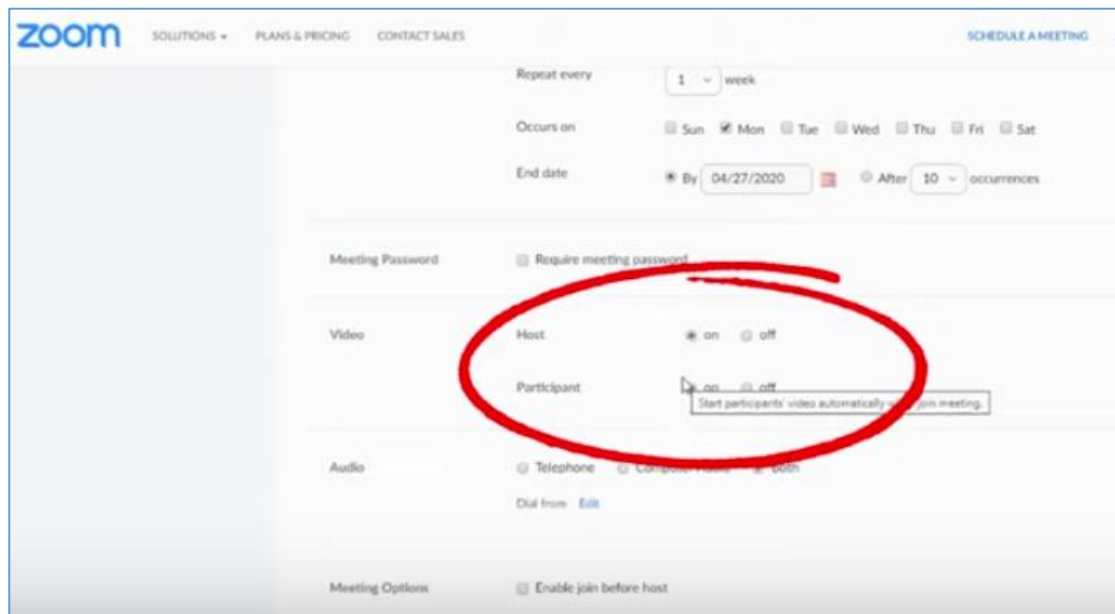 zoom SOLUTIONS PLANS & PRICING CONTACT SALES SCHEDULE A MEETING
Repeat every 1 week
Occurs on Sun Mon Tue Wed Thu Fri Sat
End date By 04/27/2020 After 10 occurrences
Meeting Password Require meeting password
Video Host on off
Participant on off
Start participants' video automatically join meeting.
Audio Telephone Both
Dial from Edit
Meeting Options Enable join before host